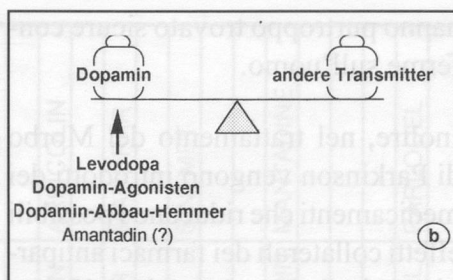 Dopamin
andere Transmitter
Levodopa
Dopamin-Agonisten
Dopamin-Abbau-Hemmer
Amantadin (?)
b